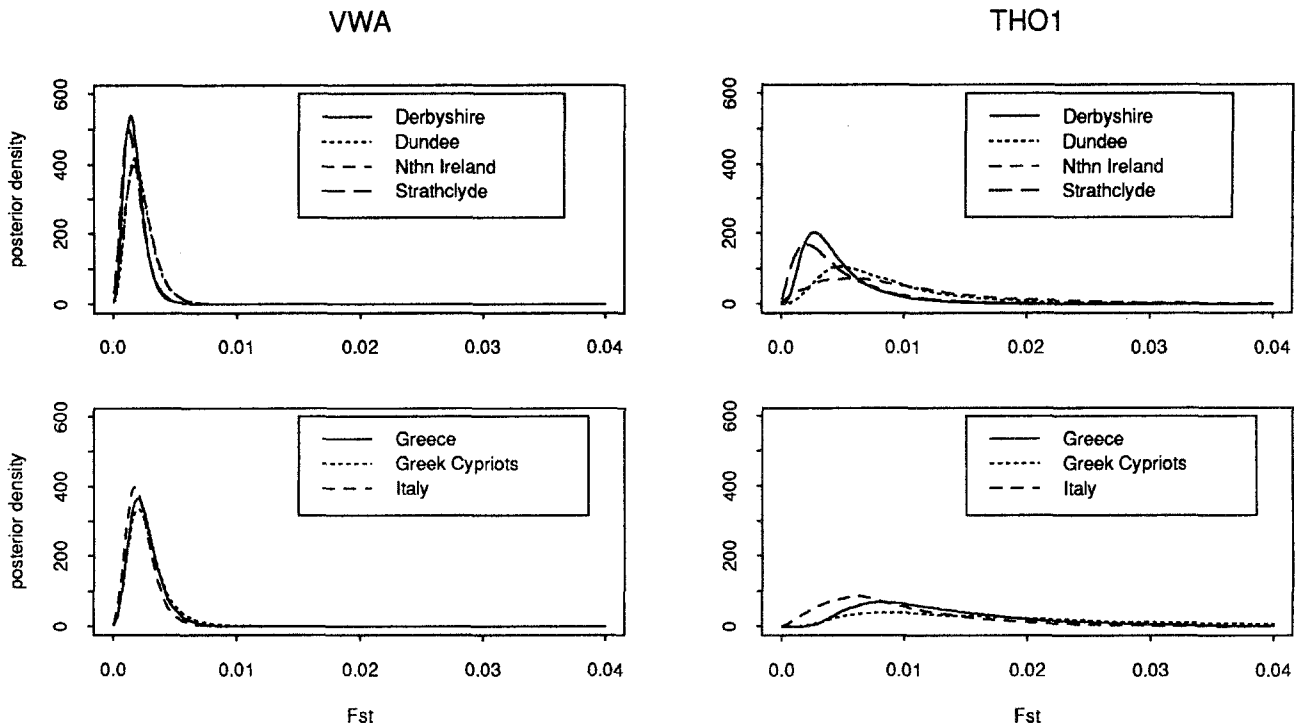 VWA
THO1
posterior density
600
400
200
0
Derbyshire
Dundee
Nthn Ireland
Strathclyde
0.0 0.01 0.02 0.03 0.04
600
400
200
0
Derbyshire
Dundee
Nthn Ireland
Strathclyde
0.0 0.01 0.02 0.03 0.04
posterior density
600
400
200
0
Greece
Greek Cypriots
Italy
0.0 0.01 0.02 0.03 0.04
Fst
600
400
200
0
Greece
Greek Cypriots
Italy
0.0 0.01 0.02 0.03 0.04
Fst